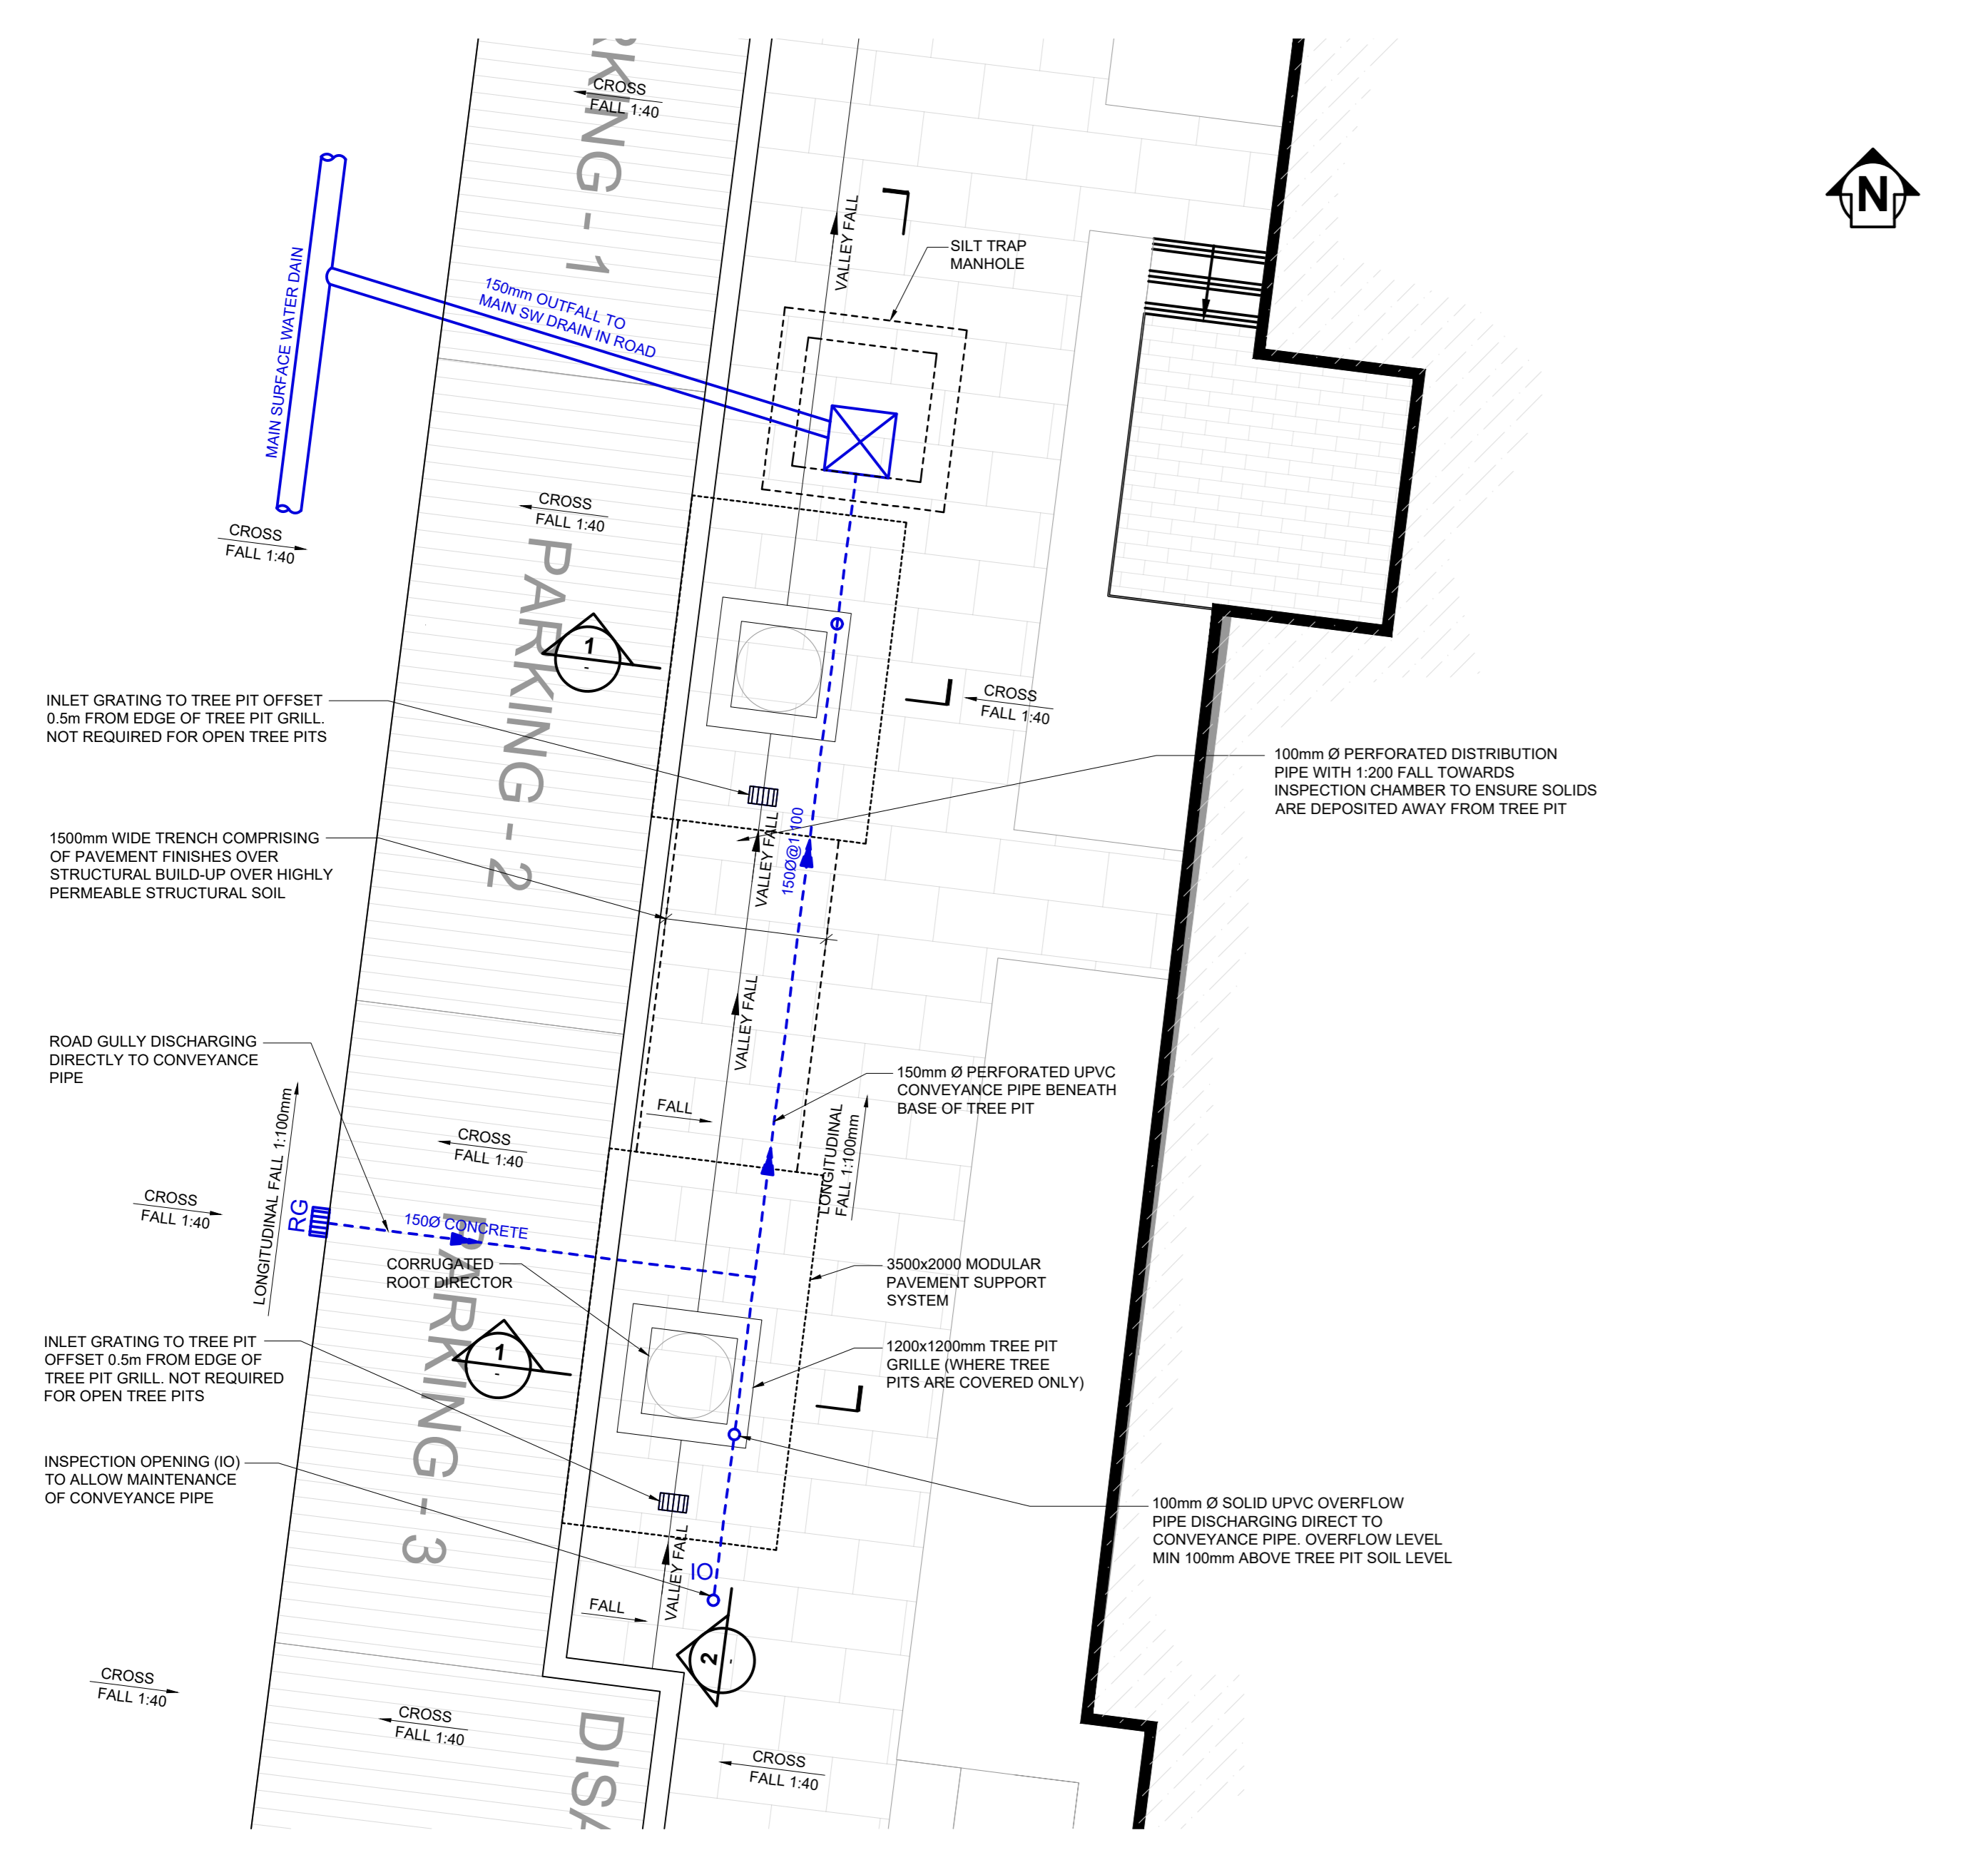 RKING - 1
CROSS
FALL 1:40
N
VALLEY FALL
SILT TRAP
MANHOLE
MAIN SURFACE WATER DAIN
150mm OUTFALL TO
MAIN SW DRAIN IN ROAD
CROSS
FALL 1:40
CROSS
FALL 1:40
PARKING - 2
1
-
INLET GRATING TO TREE PIT OFFSET
0.5m FROM EDGE OF TREE PIT GRILL.
NOT REQUIRED FOR OPEN TREE PITS
CROSS
FALL 1:40
100mm Ø PERFORATED DISTRIBUTION
PIPE WITH 1:200 FALL TOWARDS
INSPECTION CHAMBER TO ENSURE SOLIDS
ARE DEPOSITED AWAY FROM TREE PIT
1500mm WIDE TRENCH COMPRISING
OF PAVEMENT FINISHES OVER
STRUCTURAL BUILD-UP OVER HIGHLY
PERMEABLE STRUCTURAL SOIL
VALLEY FALL
150Ø@1:100
VALLEY FALL
ROAD GULLY DISCHARGING
DIRECTLY TO CONVEYANCE
PIPE
150mm Ø PERFORATED UPVC
CONVEYANCE PIPE BENEATH
BASE OF TREE PIT
FALL
LONGITUDINAL
FALL 1:100mm
LONGITUDINAL FALL 1:100mm
CROSS
FALL 1:40
CROSS
FALL 1:40
RG
150Ø CONCRETE
PARKING - 3
CORRUGATED
ROOT DIRECTOR
3500x2000 MODULAR
PAVEMENT SUPPORT
SYSTEM
INLET GRATING TO TREE PIT
OFFSET 0.5m FROM EDGE OF
TREE PIT GRILL. NOT REQUIRED
FOR OPEN TREE PITS
1
-
1200x1200mm TREE PIT
GRILLE (WHERE TREE
PITS ARE COVERED ONLY)
INSPECTION OPENING (IO)
TO ALLOW MAINTENANCE
OF CONVEYANCE PIPE
100mm Ø SOLID UPVC OVERFLOW
PIPE DISCHARGING DIRECT TO
CONVEYANCE PIPE. OVERFLOW LEVEL
MIN 100mm ABOVE TREE PIT SOIL LEVEL
IO
VALLEY FALL
FALL
2
-
CROSS
FALL 1:40
CROSS
FALL 1:40
CROSS
FALL 1:40
DISA